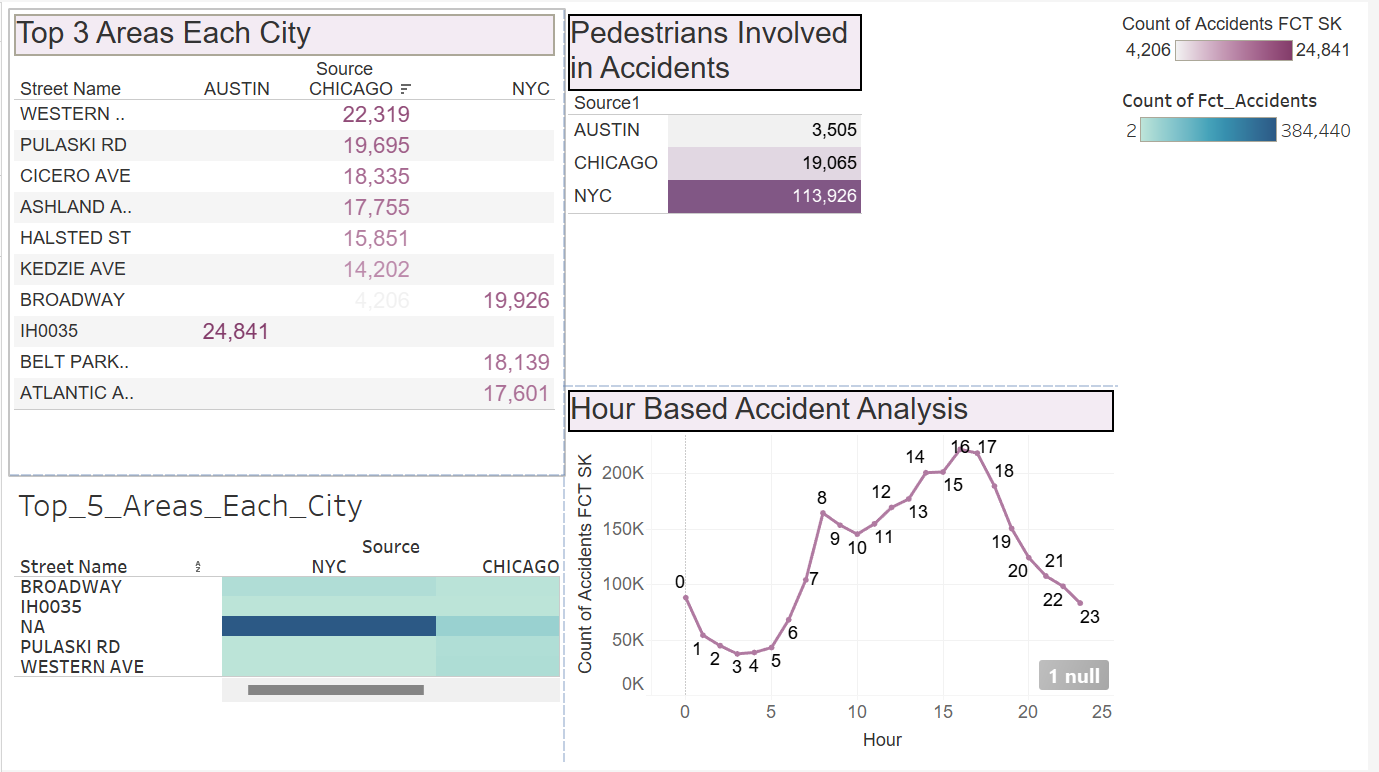 Top 3 Areas Each City
Source
Street Name AUSTIN CHICAGO NYC
WESTERN .. 22,319
PULASKI RD 19,695
CICERO AVE 18,335
ASHLAND A.. 17,755
HALSTED ST 15,851
KEDZIE AVE 14,202
BROADWAY 4,206 19,926
IH0035 24,841
BELT PARK.. 18,139
ATLANTIC A.. 17,601
Pedestrians Involved
in Accidents
Source1
AUSTIN 3,505
CHICAGO 19,065
NYC 113,926
Count of Accidents FCT SK
4,206 24,841
Count of Fct_Accidents
2 384,440
Top_5_Areas_Each_City
Source
Street Name NYC CHICAGO
BROADWAY
IH0035
NA
PULASKI RD
WESTERN AVE
Hour Based Accident Analysis
Count of Accidents FCT SK
200K
150K
100K
50K
0K
0 1 2 3 4 5 6 7 8 9 10 11 12 13 14 15 16 17 18 19 20 21 22 23
1 null
0 5 10 15 20 25
Hour